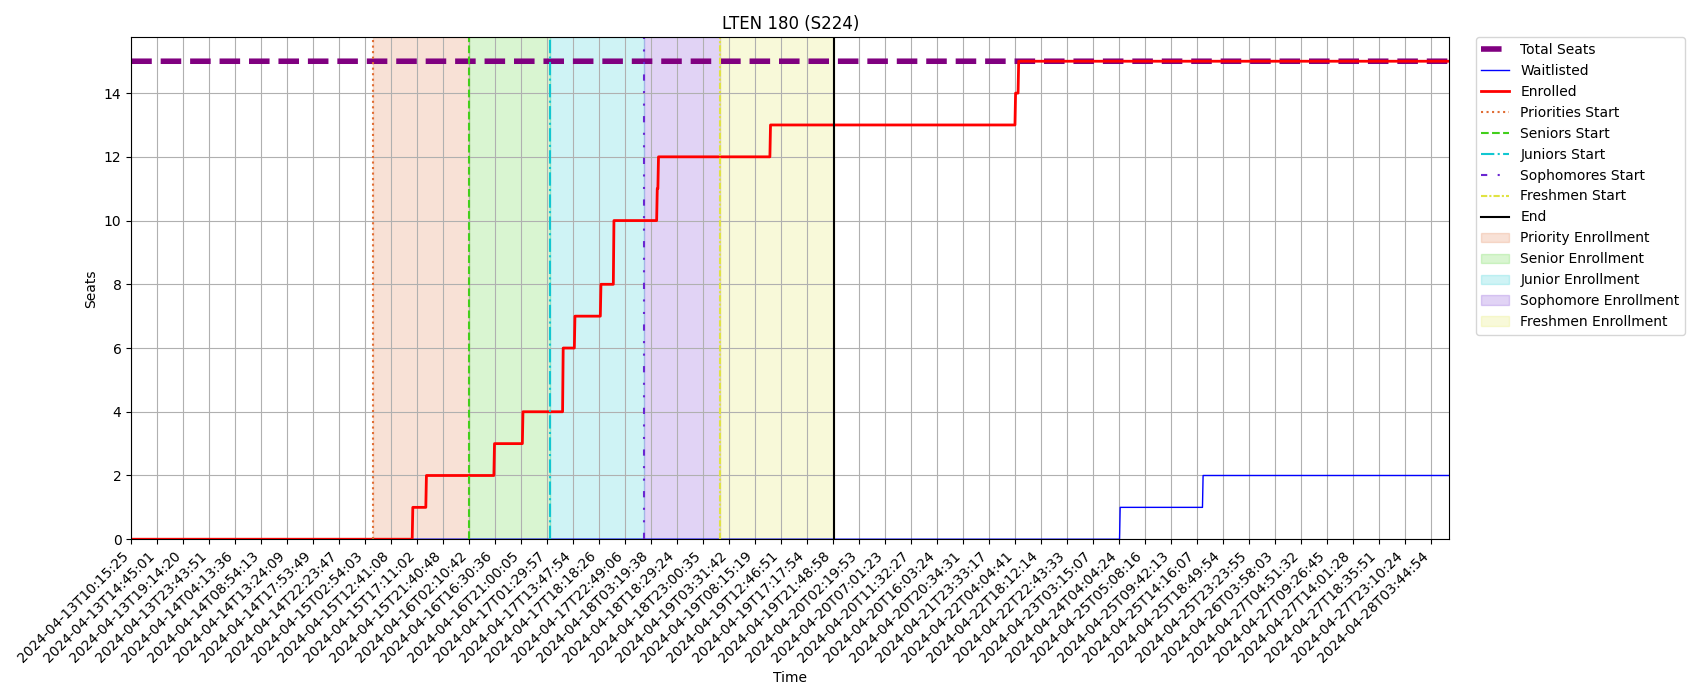 LTEN 180 (S224)
Total Seats
Waitlisted
Enrolled
Priorities Start
Seniors Start
Juniors Start
Sophomores Start
Freshmen Start
End
Priority Enrollment
Senior Enrollment
Junior Enrollment
Sophomore Enrollment
Freshmen Enrollment
Seats
14
12
10
8
6
4
2
0
2024-04-13T10:15:25
2024-04-13T14:45:01
2024-04-13T19:14:20
2024-04-13T23:43:51
2024-04-14T04:13:36
2024-04-14T08:54:13
2024-04-14T13:24:09
2024-04-14T17:53:49
2024-04-14T22:23:47
2024-04-15T02:54:03
2024-04-15T12:41:08
2024-04-15T17:11:02
2024-04-15T21:40:48
2024-04-16T02:10:42
2024-04-16T16:30:36
2024-04-16T21:00:05
2024-04-17T01:29:57
2024-04-17T13:47:54
2024-04-17T18:18:26
2024-04-17T22:49:06
2024-04-18T03:19:38
2024-04-18T18:29:24
2024-04-18T23:00:35
2024-04-19T03:31:42
2024-04-19T08:15:19
2024-04-19T12:46:51
2024-04-19T17:17:54
2024-04-19T21:48:58
2024-04-20T02:19:53
2024-04-20T07:01:23
2024-04-20T11:32:27
2024-04-20T16:03:24
2024-04-20T20:34:31
2024-04-21T23:33:17
2024-04-22T04:04:41
2024-04-22T18:12:14
2024-04-22T22:43:33
2024-04-23T03:15:07
2024-04-24T04:04:24
2024-04-25T05:08:16
2024-04-25T09:42:13
2024-04-25T14:16:07
2024-04-25T18:49:54
2024-04-25T23:23:55
2024-04-26T03:58:03
2024-04-27T04:51:32
2024-04-27T09:26:45
2024-04-27T14:01:28
2024-04-27T18:35:51
2024-04-27T23:10:24
2024-04-28T03:44:54
Time